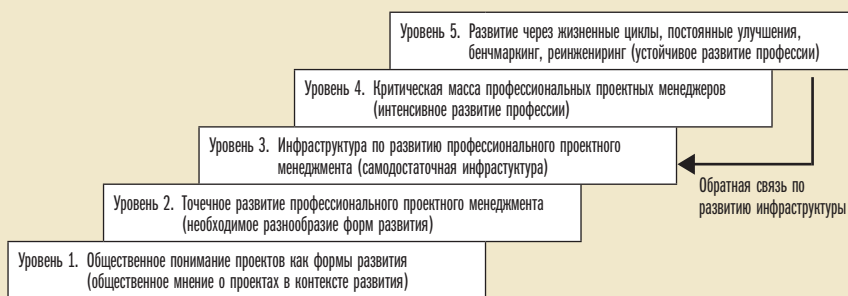 Уровень 5. Развитие через жизненные циклы, постоянные улучшения,
бенчмаркинг, реинжениринг (устойчивое развитие профессии)
Уровень 4. Критическая масса профессиональных проектных менеджеров
(интенсивное развитие профессии)
Уровень 3. Инфраструктура по развитию профессионального проектного
менеджмента (самодостаточная инфрастуктура)
Обратная связь по
развитию инфраструктуры
Уровень 2. Точечное развитие профессионального проектного менеджмента
(необходимое разнообразие форм развития)
Уровень 1. Общественное понимание проектов как формы развития
(общественное мнение о проектах в контексте развития)